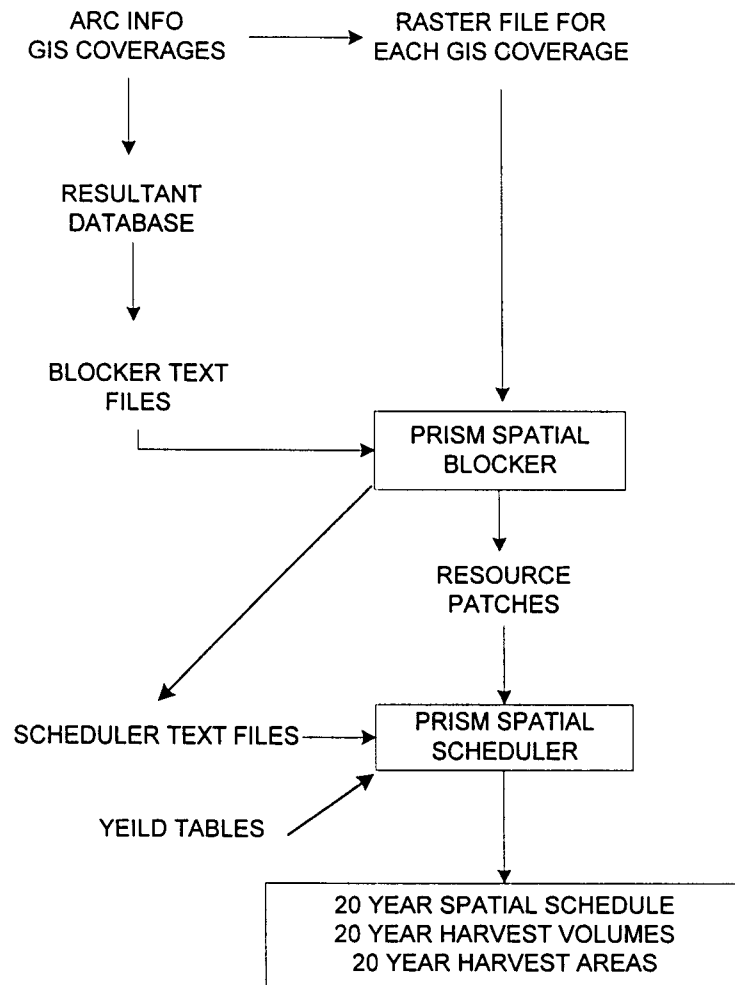 ARC INFO
GIS COVERAGES
RASTER FILE FOR
EACH GIS COVERAGE
RESULTANT
DATABASE
BLOCKER TEXT
FILES
PRISM SPATIAL
BLOCKER
RESOURCE
PATCHES
SCHEDULER TEXT FILES
PRISM SPATIAL
SCHEDULER
YEILD TABLES
20 YEAR SPATIAL SCHEDULE
20 YEAR HARVEST VOLUMES
20 YEAR HARVEST AREAS